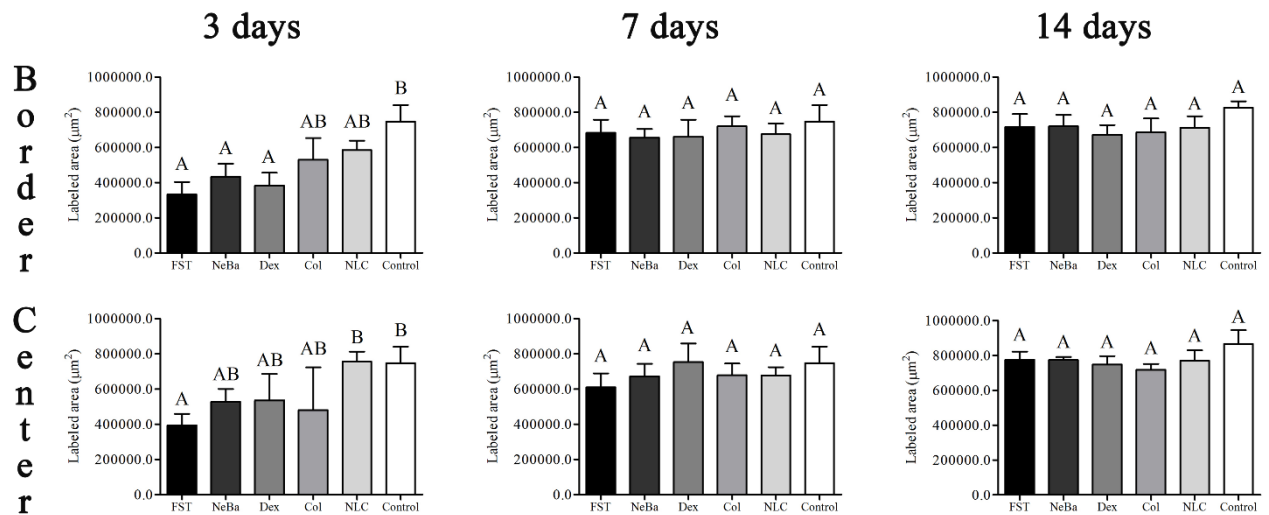 3 days
7 days
14 days
Border
Labeled area (µm²)
1000000.0
800000.0
600000.0
400000.0
200000.0
0.0
A
A
A
AB
AB
B
FST
NeBa
Dex
Col
NLC
Control
Labeled area (µm²)
1000000.0
800000.0
600000.0
400000.0
200000.0
0.0
A
A
A
A
A
A
FST
NeBa
Dex
Col
NLC
Control
Labeled area (µm²)
1000000.0
800000.0
600000.0
400000.0
200000.0
0.0
A
A
A
A
A
A
FST
NeBa
Dex
Col
NLC
Control
Center
Labeled area (µm²)
1000000.0
800000.0
600000.0
400000.0
200000.0
0.0
A
AB
AB
AB
B
B
FST
NeBa
Dex
Col
NLC
Control
Labeled area (µm²)
1000000.0
800000.0
600000.0
400000.0
200000.0
0.0
A
A
A
A
A
A
FST
NeBa
Dex
Col
NLC
Control
Labeled area (µm²)
1000000.0
800000.0
600000.0
400000.0
200000.0
0.0
A
A
A
A
A
A
FST
NeBa
Dex
Col
NLC
Control